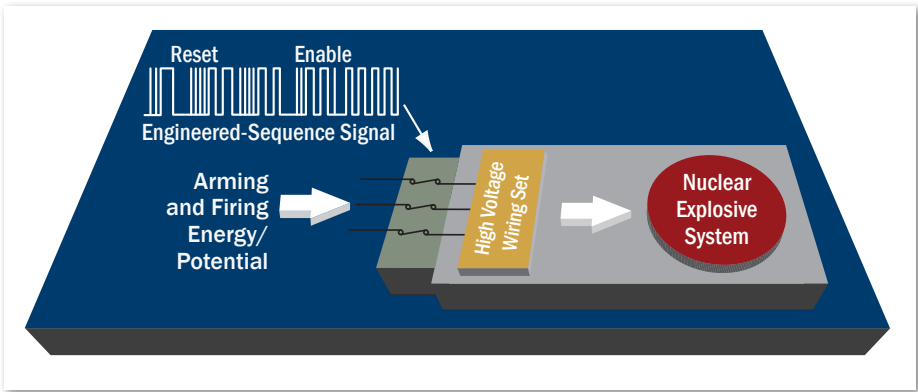 Reset Enable
Engineered-Sequence Signal
Arming
and Firing
Energy/
Potential
High Voltage
Wiring Set
Nuclear
Explosive
System